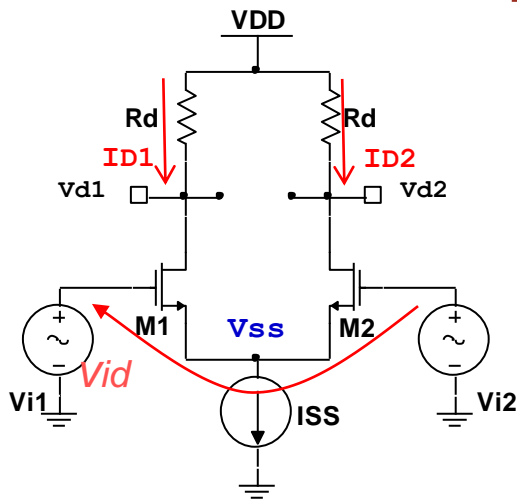 VDD
Rd Rd
ID1 ID2
Vd1 Vd2
+ M1 Vss M2 +
Vid
Vi1 ISS Vi2